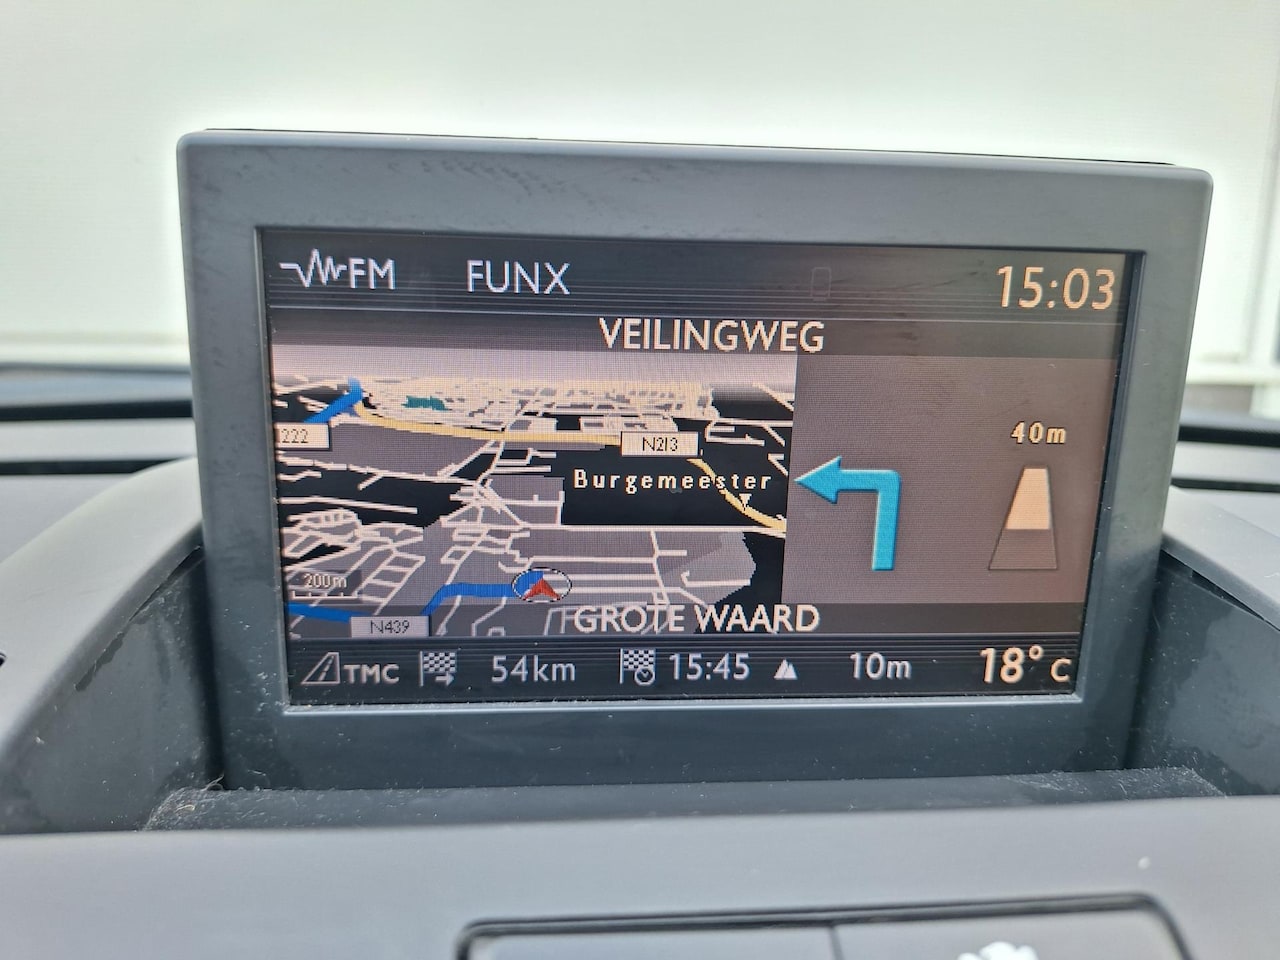 FM FUNX 15:03
VEILINGWEG
40m
222
N213
Burgemeester
200m
GROTE WAARD
N439
TMC 54km 15:45 10m 18°C